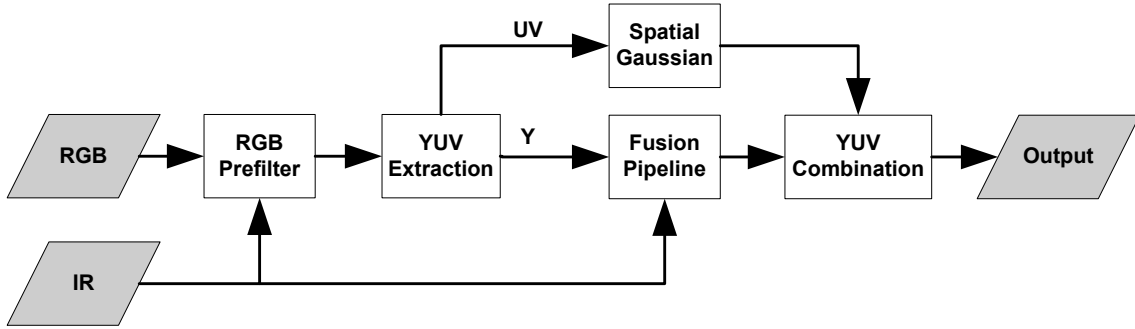 UV
Spatial
Gaussian
RGB
RGB
Prefilter
YUV
Extraction
Y
Fusion
Pipeline
YUV
Combination
Output
IR